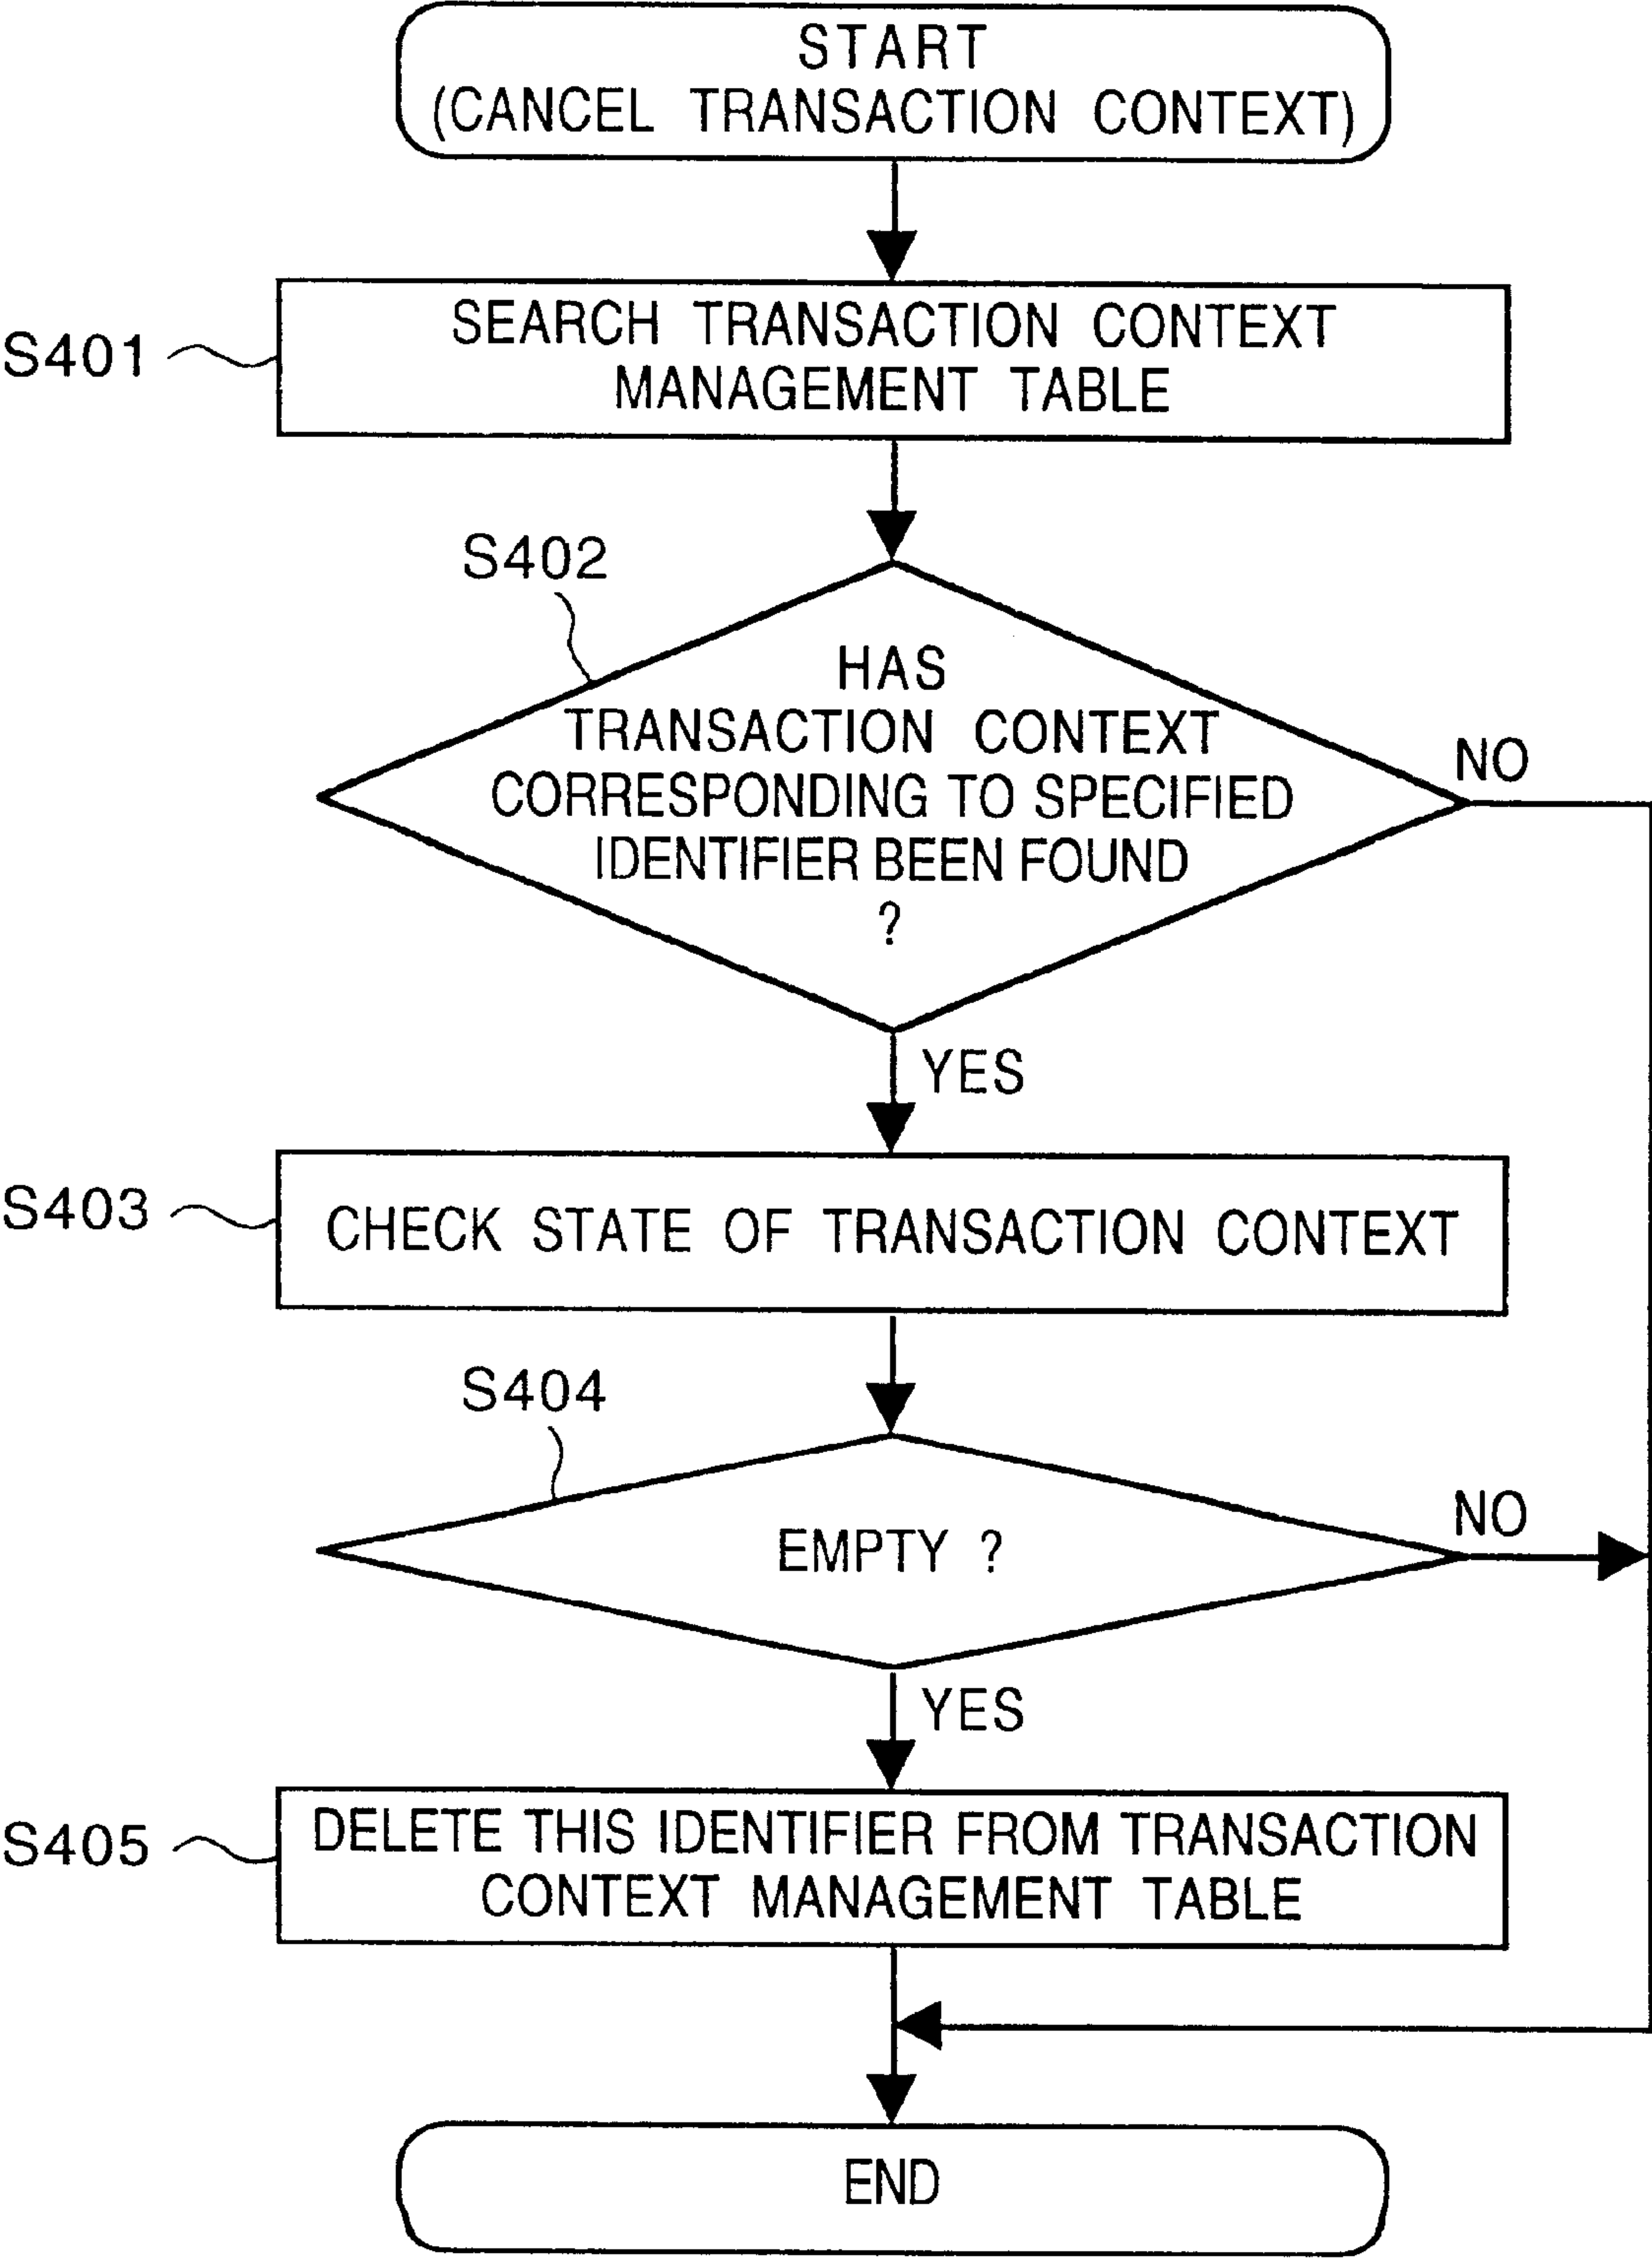 START
(CANCEL TRANSACTION CONTEXT)
S401
SEARCH TRANSACTION CONTEXT
MANAGEMENT TABLE
S402
HAS
TRANSACTION CONTEXT
CORRESPONDING TO SPECIFIED
IDENTIFIER BEEN FOUND
?
NO
YES
S403
CHECK STATE OF TRANSACTION CONTEXT
S404
EMPTY ?
NO
YES
S405
DELETE THIS IDENTIFIER FROM TRANSACTION
CONTEXT MANAGEMENT TABLE
END